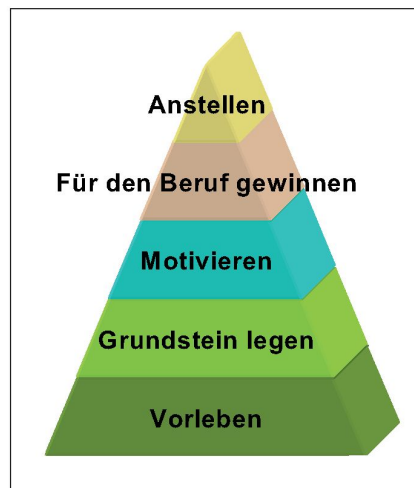 Anstellen
Für den Beruf gewinnen
Motivieren
Grundstein legen
Vorleben